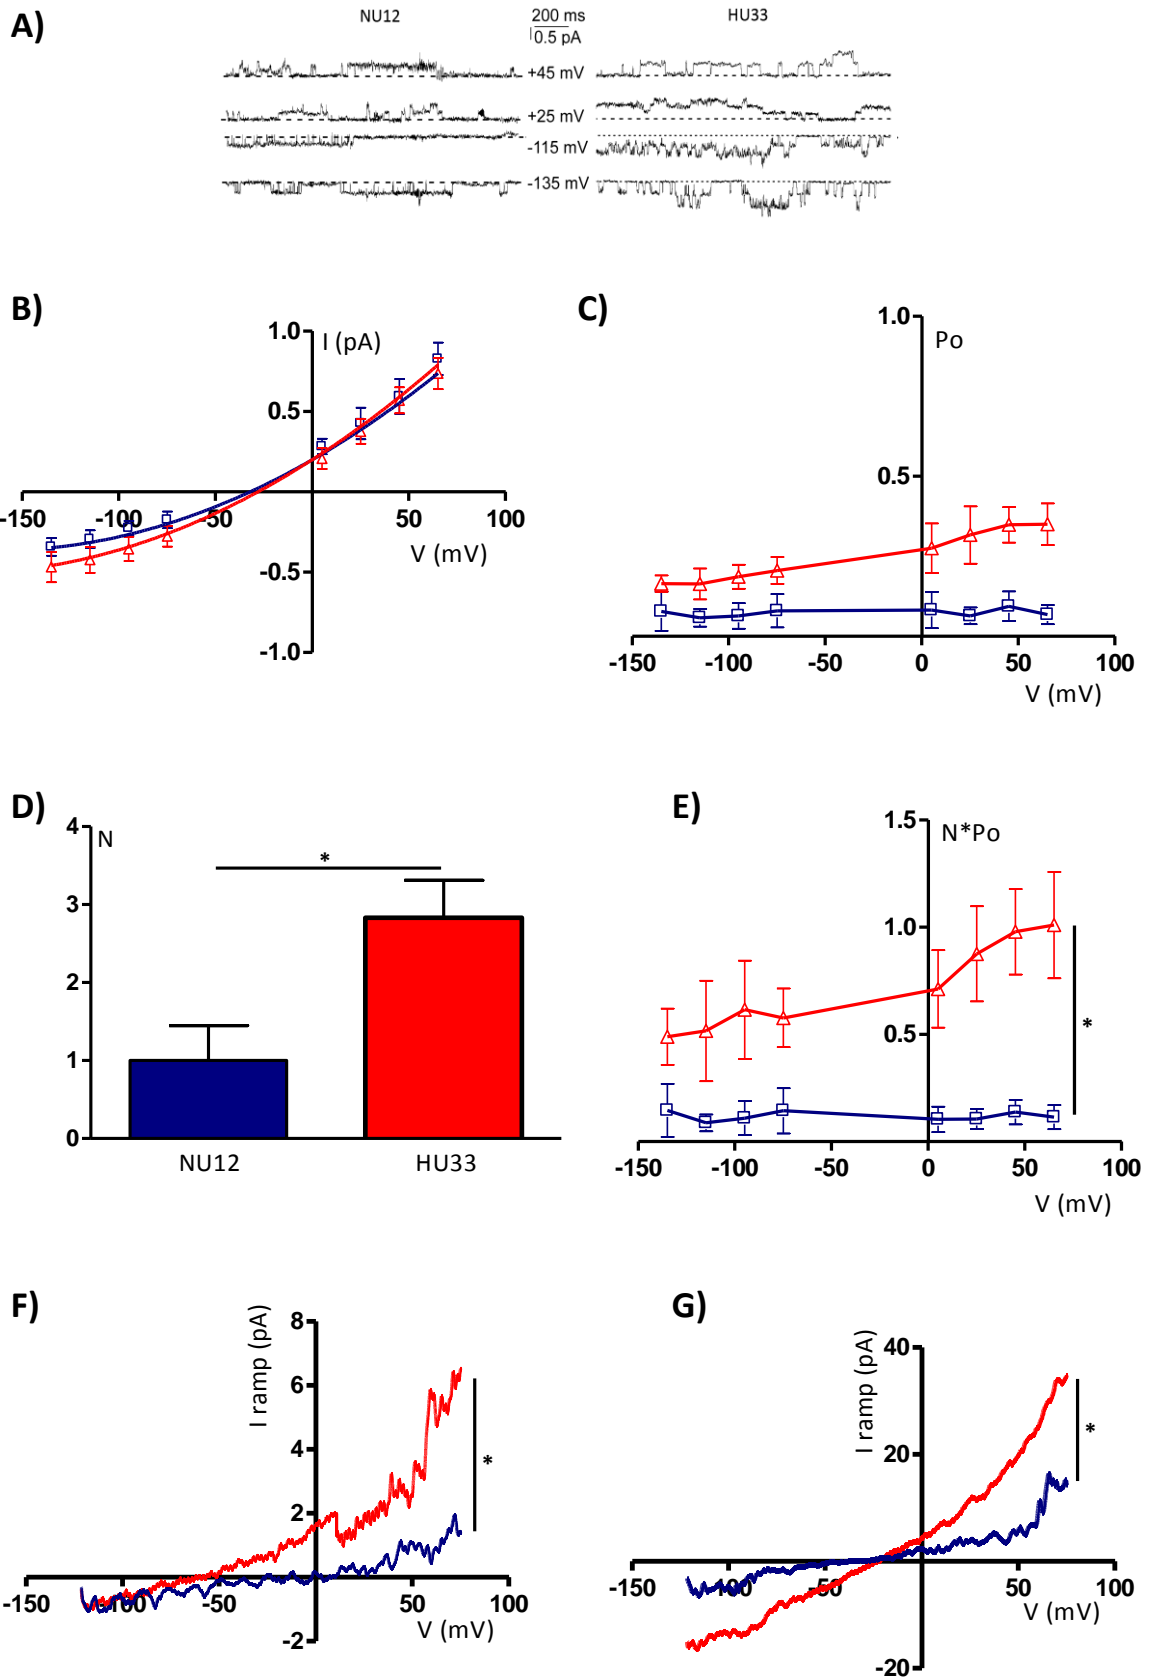 A)
NU12
200 ms
HU33
0.5 pA
+45 mV
+25 mV
-115 mV
-135 mV
B)
1.0
I (pA)
0.5
-150
-100
-50
50
100
V (mV)
-0.5
-1.0
C)
1.0
Po
0.5
-150
-100
-50
0
50
100
V (mV)
D)
4
N
*
3
2
1
0
NU12
HU33
E)
1.5
N*Po
1.0
0.5
*
-150
-100
-50
0
50
100
V (mV)
F)
I ramp (pA)
8
6
4
*
2
-150
-100
-50
50
100
V (mV)
-2
G)
I ramp (pA)
40
*
20
-150
-100
-50
50
100
V (mV)
-20